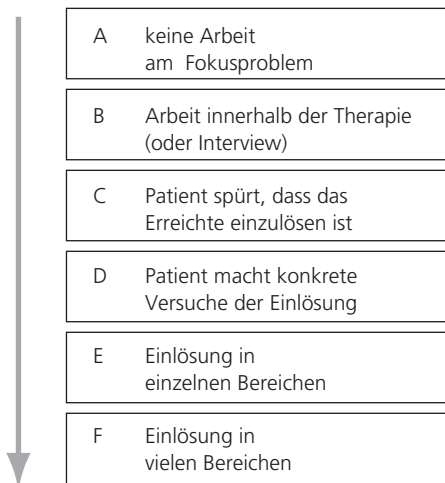 A keine Arbeit
am Fokusproblem
B Arbeit innerhalb der Therapie
(oder Interview)
C Patient spürt, dass das
Erreichte einzulösen ist
D Patient macht konkrete
Versuche der Einlösung
E Einlösung in
einzelnen Bereichen
F Einlösung in
vielen Bereichen